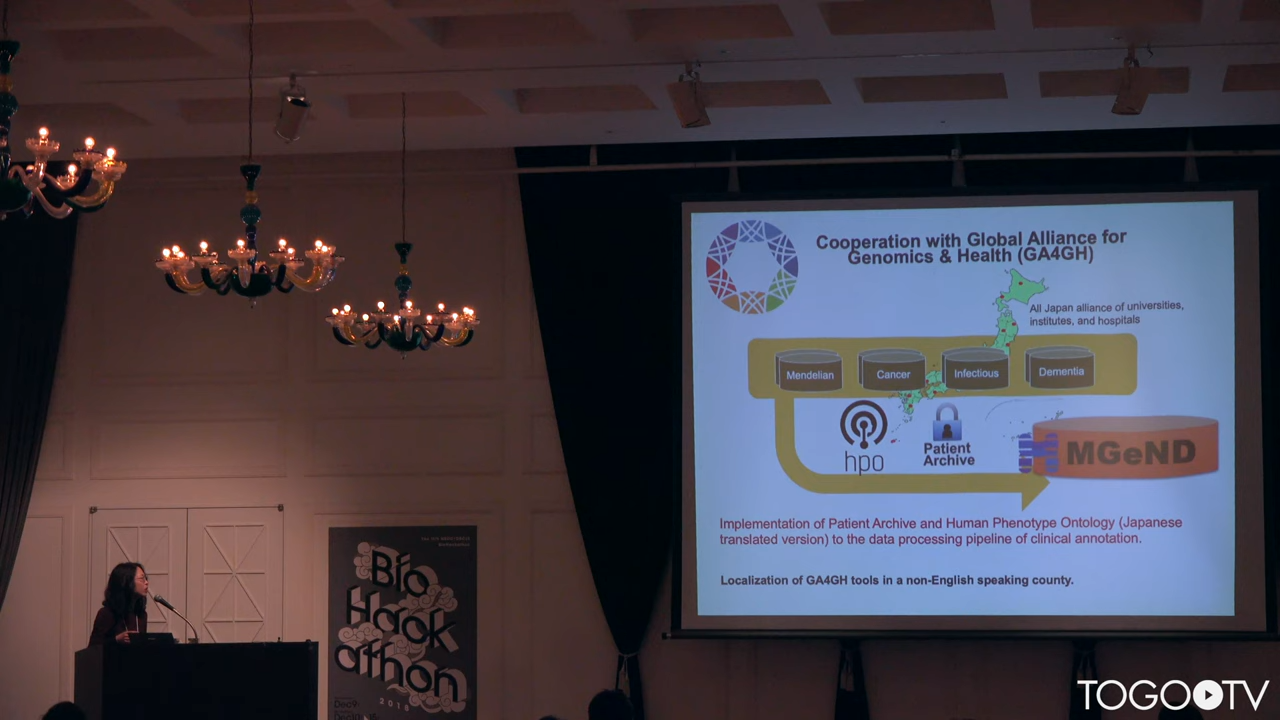 Cooperation with Global Alliance for
Genomics & Health (GA4GH)
All Japan alliance of universities,
institutes, and hospitals
Mendelian
Cancer
Infectious
Dementia
hpo
Patient
Archive
MGeND
Implementation of Patient Archive and Human Phenotype Ontology (Japanese
translated version) to the data processing pipeline of clinical annotation.
Localization of GA4GH tools in a non-English speaking county.
Bio
Hack
athon
2018
TOGO TV